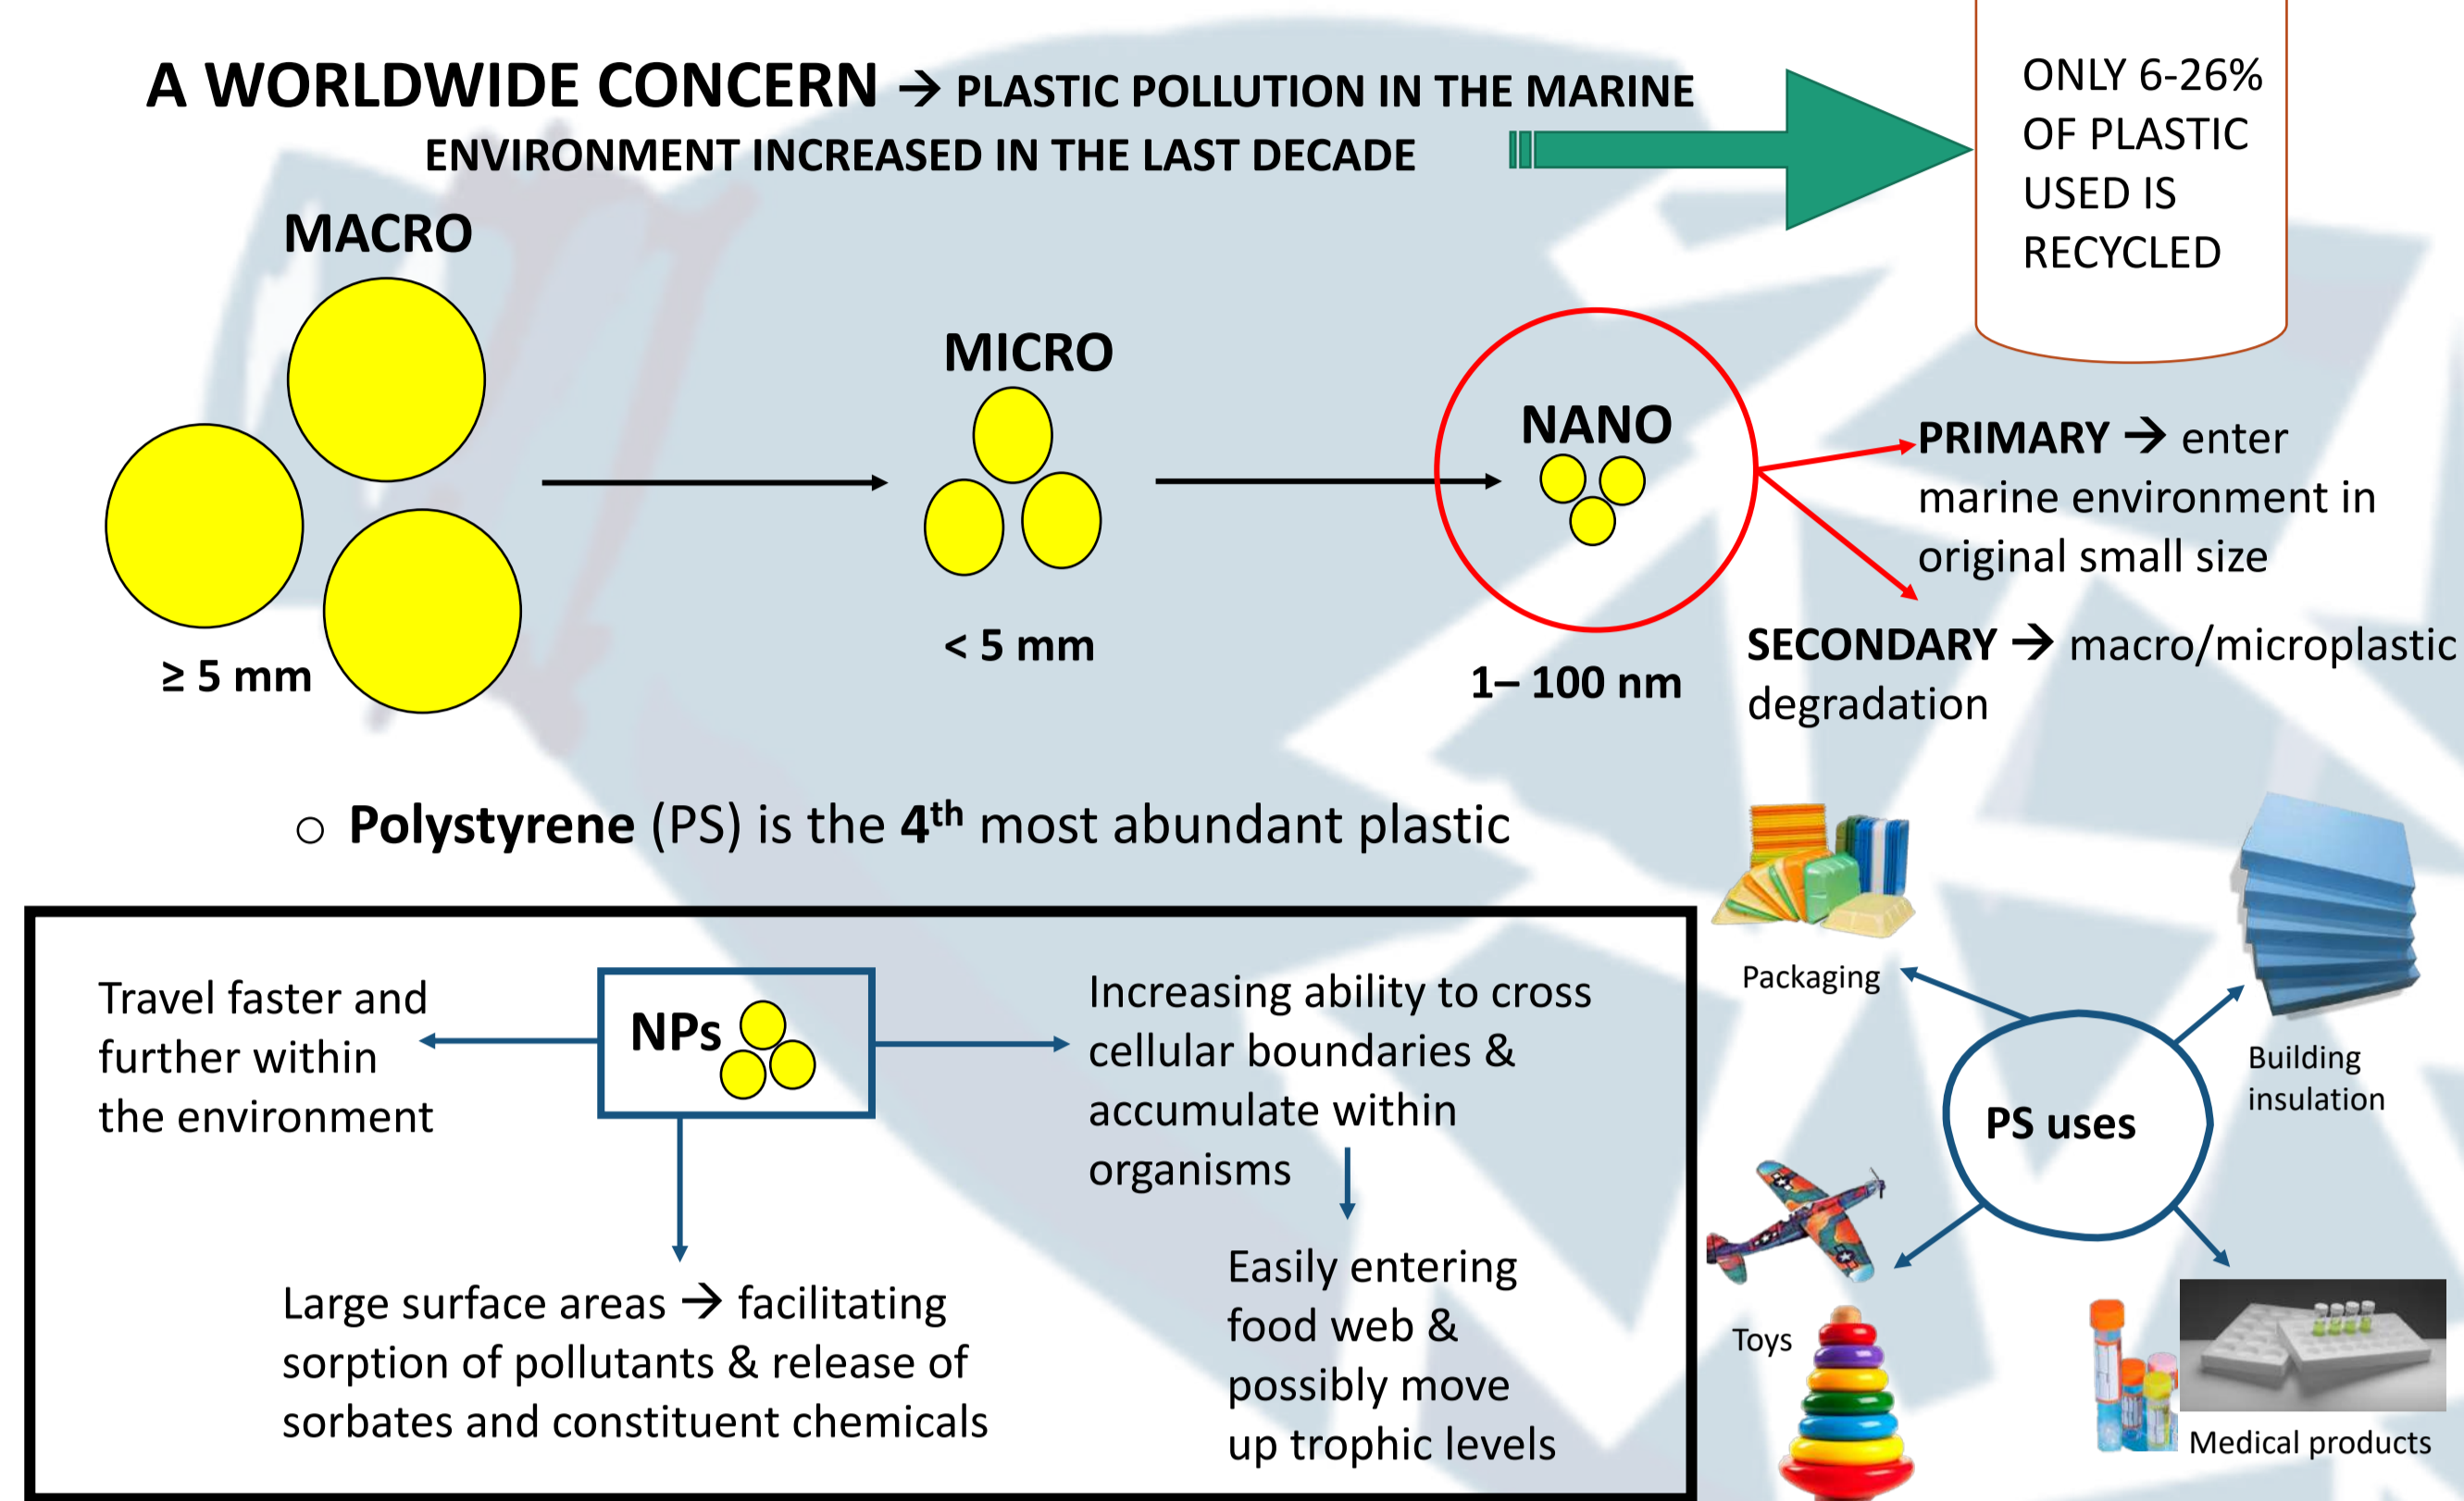 A WORLDWIDE CONCERN → PLASTIC POLLUTION IN THE MARINE
ENVIRONMENT INCREASED IN THE LAST DECADE
ONLY 6-26%
OF PLASTIC
USED IS
RECYCLED
MACRO
≥ 5 mm
MICRO
< 5 mm
NANO
1– 100 nm
PRIMARY → enter
marine environment in
original small size
SECONDARY → macro/microplastic
degradation
○ Polystyrene (PS) is the 4th most abundant plastic
Travel faster and
further within
the environment
NPs
Increasing ability to cross
cellular boundaries &
accumulate within
organisms
Large surface areas → facilitating
sorption of pollutants & release of
sorbates and constituent chemicals
Easily entering
food web &
possibly move
up trophic levels
Packaging
Building
insulation
PS uses
Toys
Medical products